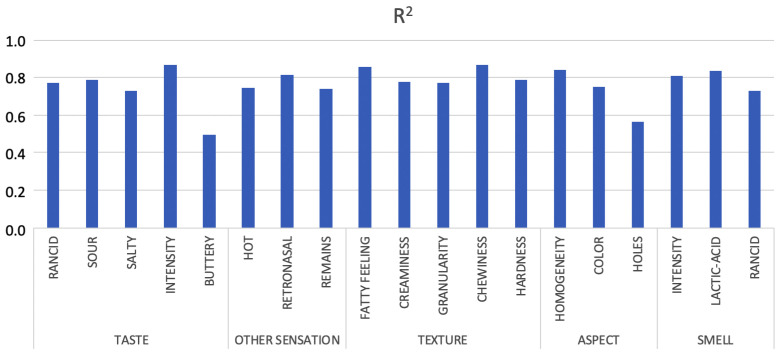 R²
1.0
0.8
0.6
0.4
0.2
0.0
RANCID
SOUR
SALTY
INTENSITY
BUTTERY
HOT
RETRONASAL
REMAINS
FATTY FEELING
CREAMINESS
GRANULARITY
CHEWINESS
HARDNESS
HOMOGENEITY
COLOR
HOLES
INTENSITY
LACTIC-ACID
RANCID
TASTE
OTHER SENSATION
TEXTURE
ASPECT
SMELL